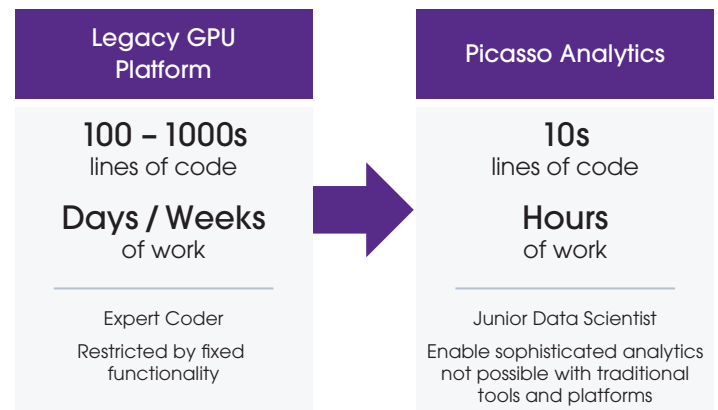 Legacy GPU
Platform
100 – 1000s
lines of code
Days / Weeks
of work
Expert Coder
Restricted by fixed
functionality
Picasso Analytics
10s
lines of code
Hours
of work
Junior Data Scientist
Enable sophisticated analytics
not possible with traditional
tools and platforms